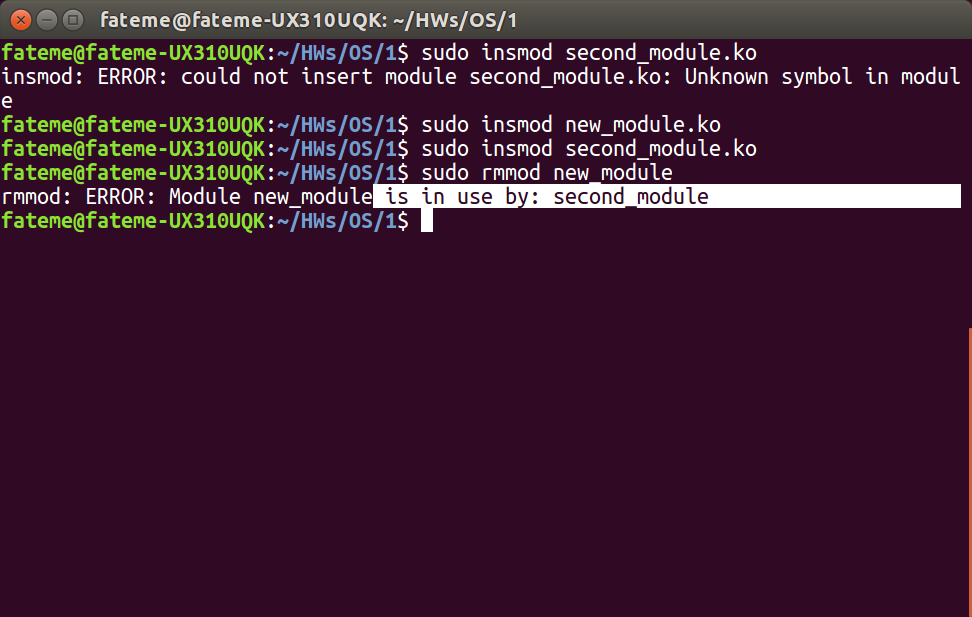 fateme@fateme-UX310UQK: ~/HWs/OS/1
fateme@fateme-UX310UQK:~/HWs/OS/1$ sudo insmod second_module.ko
insmod: ERROR: could not insert module second_module.ko: Unknown symbol in modul
e
fateme@fateme-UX310UQK:~/HWs/OS/1$ sudo insmod new_module.ko
fateme@fateme-UX310UQK:~/HWs/OS/1$ sudo insmod second_module.ko
fateme@fateme-UX310UQK:~/HWs/OS/1$ sudo rmmod new_module
rmmod: ERROR: Module new_module is in use by: second_module
fateme@fateme-UX310UQK:~/HWs/OS/1$